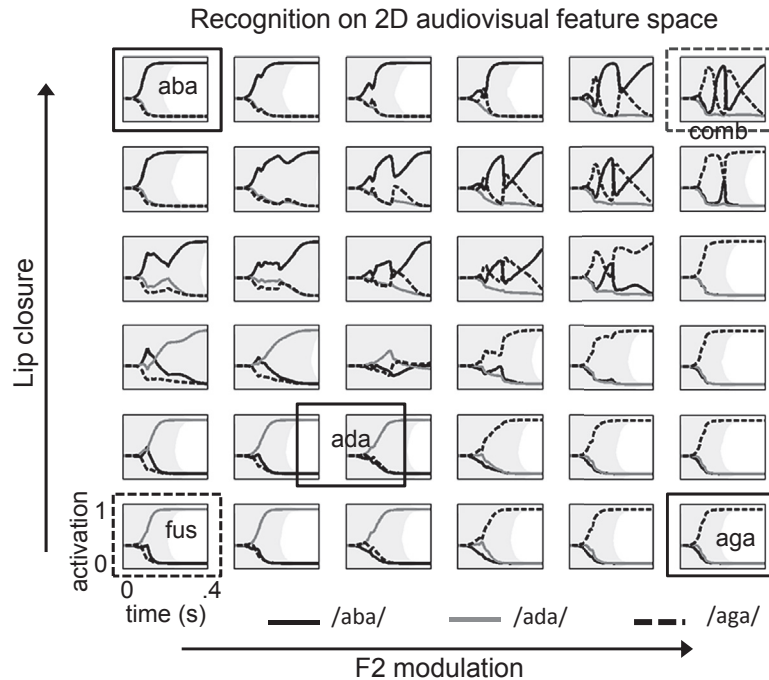 Recognition on 2D audiovisual feature space
aba
comb
Lip closure
ada
activation
1
0
fus
aga
0
.4
time (s)
/aba/
/ada/
/aga/
F2 modulation